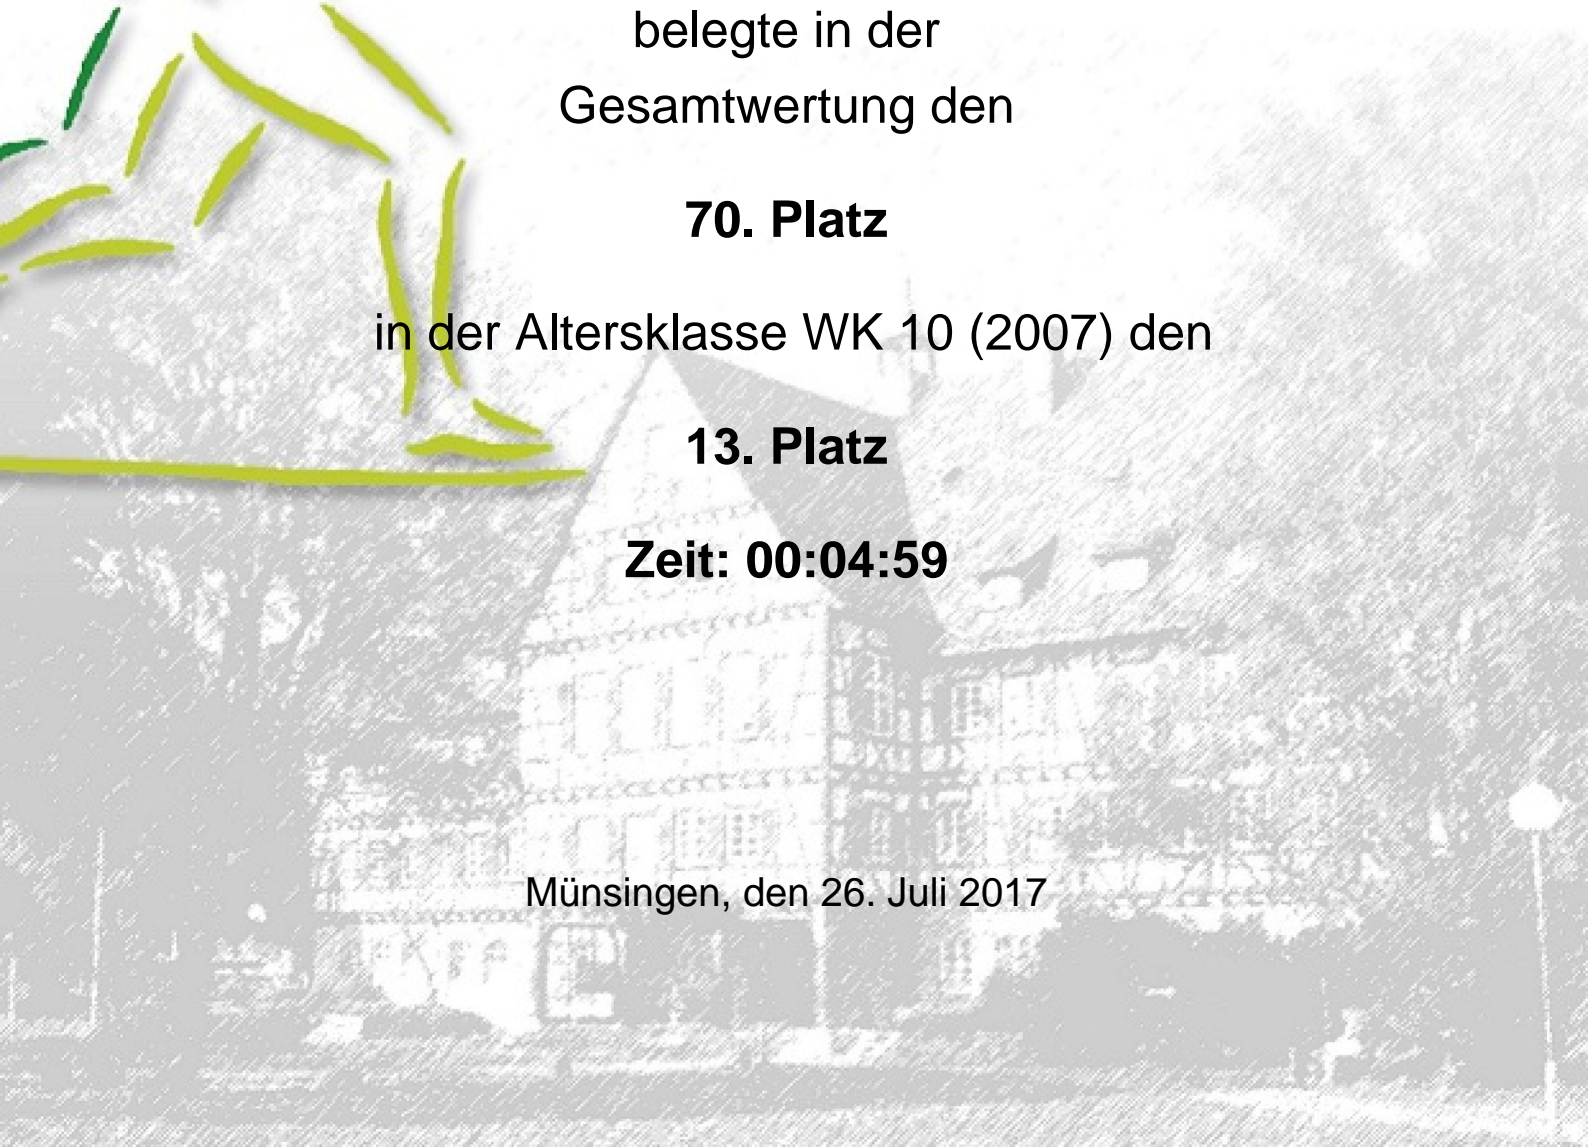 belegte in der
Gesamtwertung den
70. Platz
in der Altersklasse WK 10 (2007) den
13. Platz
Zeit: 00:04:59
Münsingen, den 26. Juli 2017